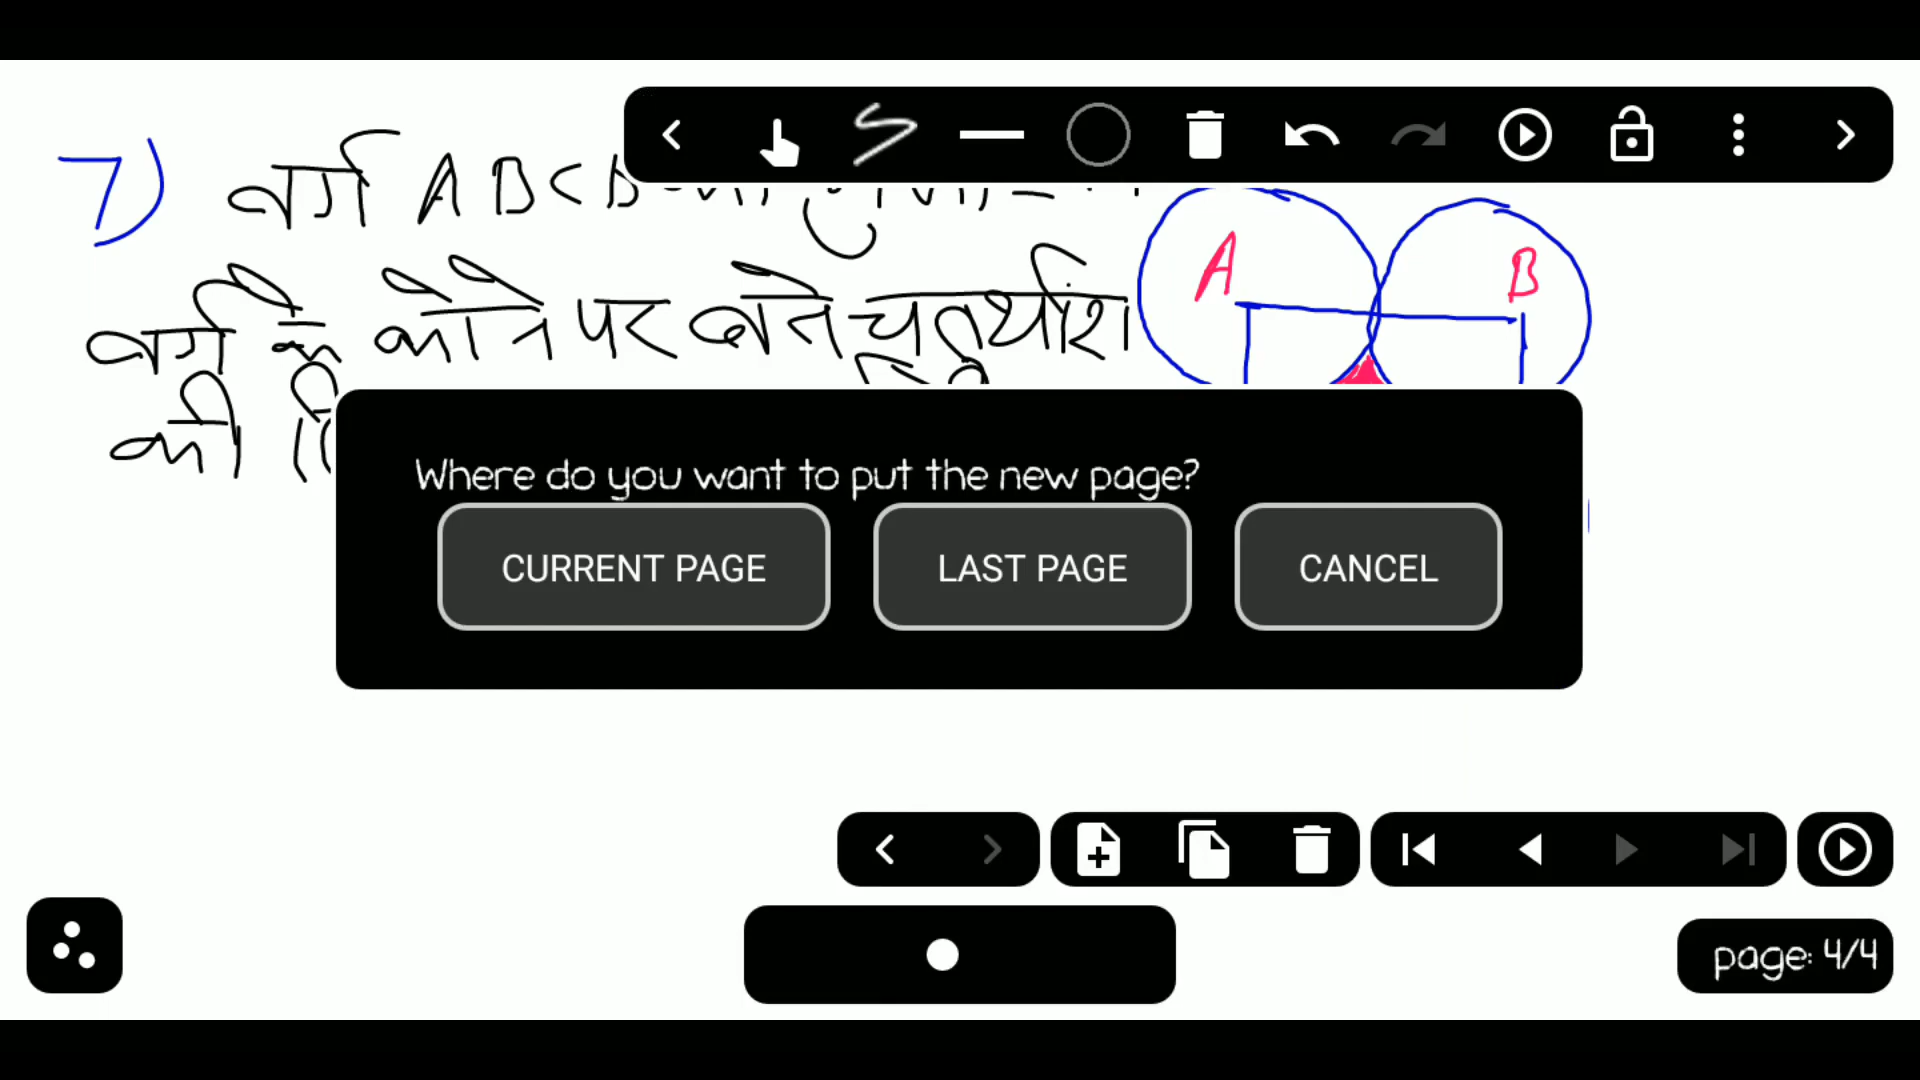 7) वर्ग ABCD
A B
वर्ग के कोने पर बने चतुर्थांश
की
Where do you want to put the new page?
CURRENT PAGE LAST PAGE CANCEL
page: 4/4